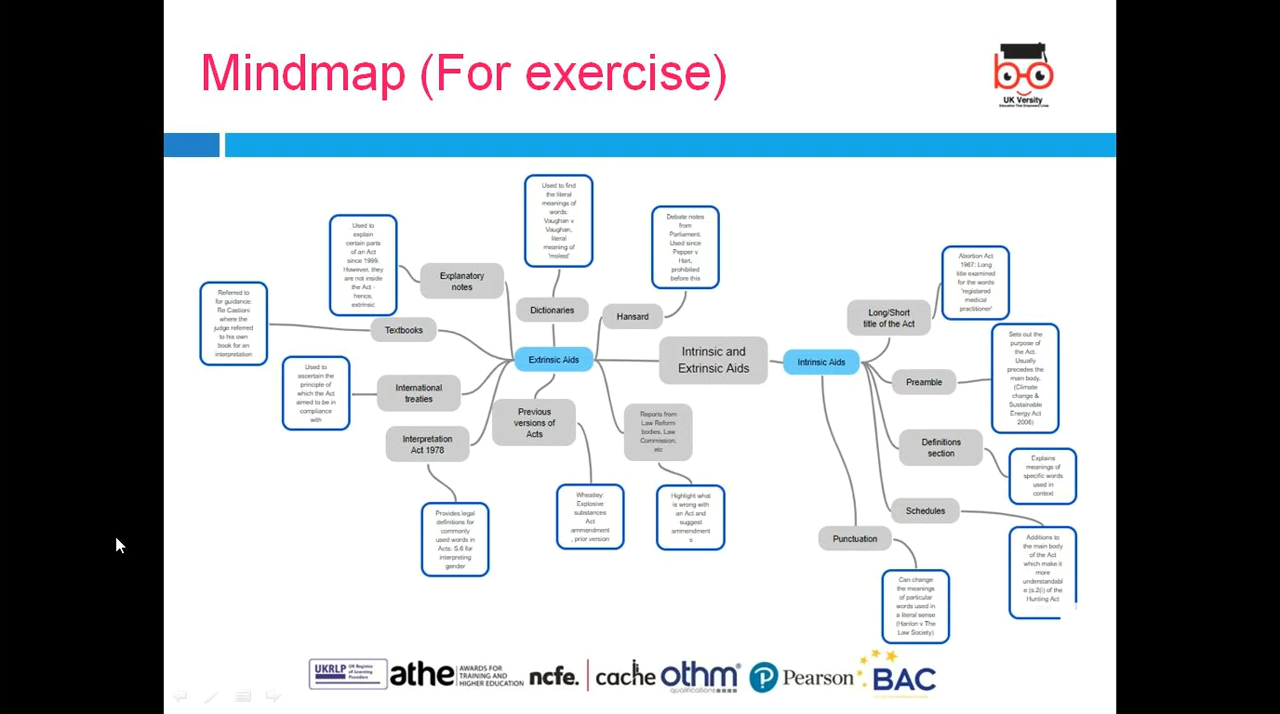 Mindmap (For exercise)
UK Versity
Education That Empowers Lives
Used to find
the literal
meanings of
words:
Vaughan v
Vaughan,
literal
meaning of
'molest'
Debate notes
from
Parliament.
Used since
Pepper v
Hart,
prohibited
before this
Used to
explain
certain parts
of an Act
since 1999.
However, they
are not inside
the Act -
hence,
extrinsic
Explanatory
notes
Dictionaries
Hansard
Referred to
for guidance:
Re Castioni
where the
judge referred
to his own
book for an
interpretation
Textbooks
Extrinsic Aids
Intrinsic and
Extrinsic Aids
Intrinsic Aids
Long/Short
title of the Act
Abortion Act
1967: Long
title examined
for the words
'registered
medical
practitioner'
Used to
ascertain the
principle of
which the Act
aimed to be in
compliance
with
International
treaties
Preamble
Sets out the
purpose of
the Act.
Usually
precedes the
main body.
(Climate
change &
Sustainable
Energy Act
2006)
Interpretation
Act 1978
Previous
versions of
Acts
Reports from
Law Reform
bodies, Law
Commission,
etc
Definitions
section
Explains
meanings of
specific words
used in
context
Provides legal
definitions for
commonly
used words in
Acts. S.6 for
interpreting
gender
Wheatley:
Explosive
substances
Act
ammendment
, prior version
Highlight what
is wrong with
an Act and
suggest
ammendment
s
Schedules
Additions to
the main body
of the Act
which make it
more
understandabl
e (s.2(i) of the
Hunting Act
Punctuation
Can change
the meanings
of particular
words used in
a literal sense
(Hanlon v The
Law Society)
UKRLP UK Register
of Learning
Providers
athe AWARDS FOR
TRAINING AND
HIGHER EDUCATION
ncfe.
cache
othm
qualifications
Pearson
BAC